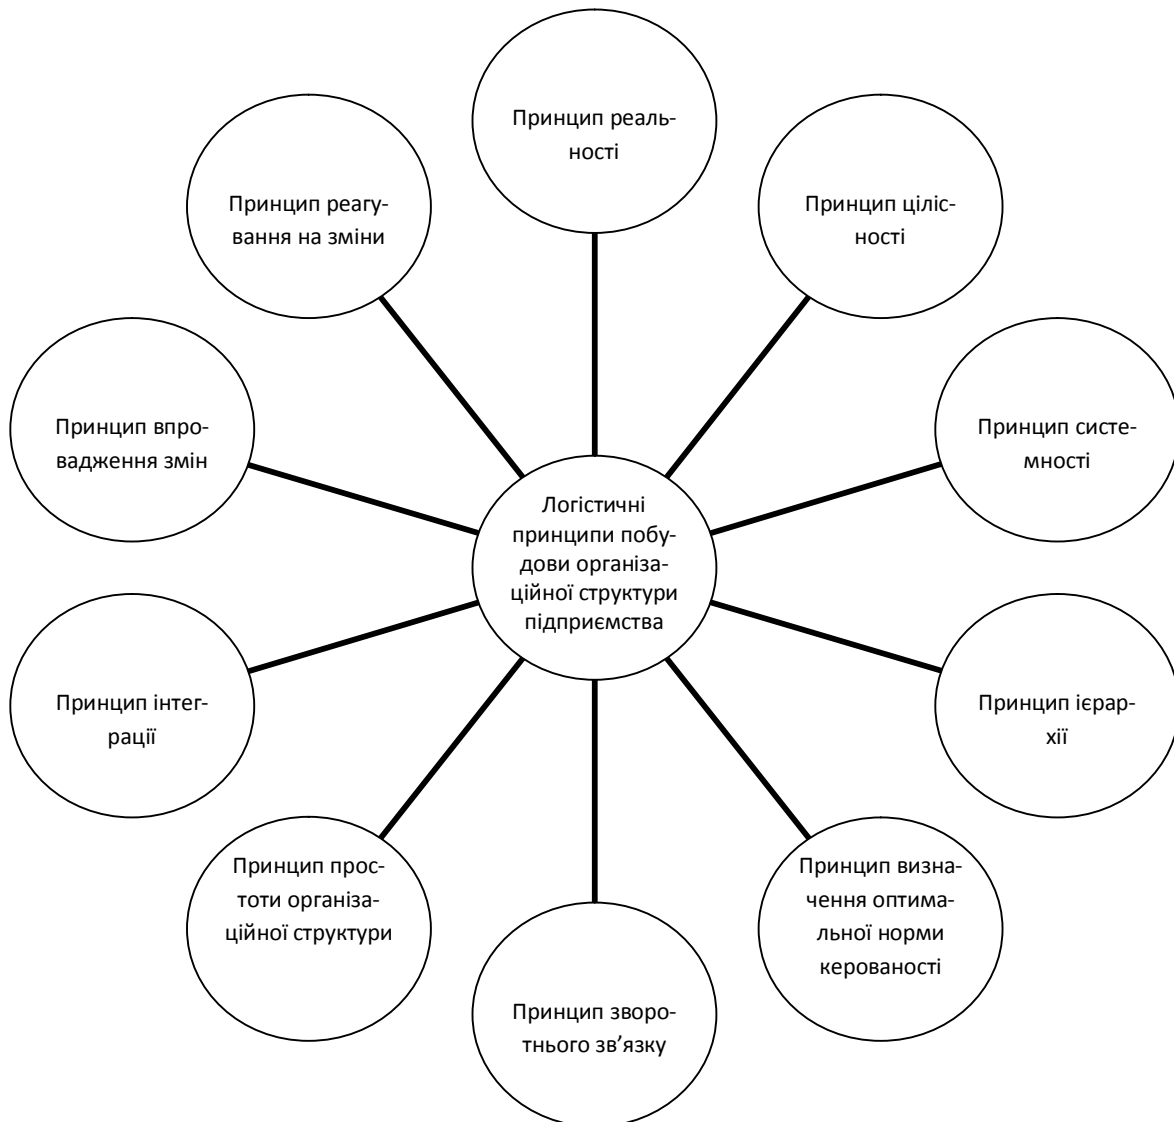 Принцип реаль-
ності
Принцип реагу-
вання на зміни
Принцип ціліс-
ності
Принцип впро-
вадження змін
Принцип систе-
мності
Логістичні
принципи побу-
дови організа-
ційної структури
підприємства
Принцип інтег-
рації
Принцип ієрар-
хії
Принцип прос-
тоти організа-
ційної структури
Принцип визна-
чення оптима-
льної норми
керованості
Принцип зворо-
тнього зв’язку